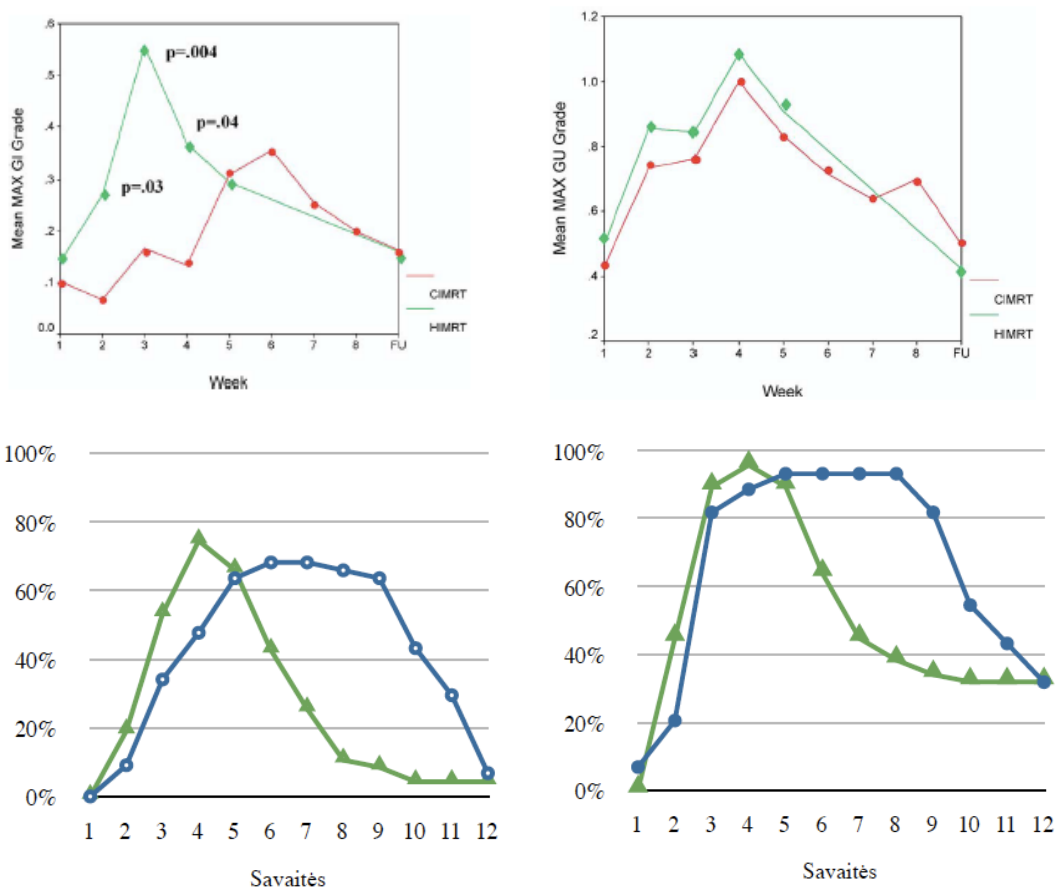 .6
.5
.4
.3
.2
.1
0.0
Mean MAX GI Grade
p=.004
p=.04
p=.03
1 2 3 4 5 6 7 8 FU
Week
CIMRT
HIMRT
1.2
1.0
.8
.6
.4
.2
Mean MAX GU Grade
1 2 3 4 5 6 7 8 FU
Week
CIMRT
HIMRT
100%
80%
60%
40%
20%
0%
1 2 3 4 5 6 7 8 9 10 11 12
Savaitės
100%
80%
60%
40%
20%
0%
1 2 3 4 5 6 7 8 9 10 11 12
Savaitės